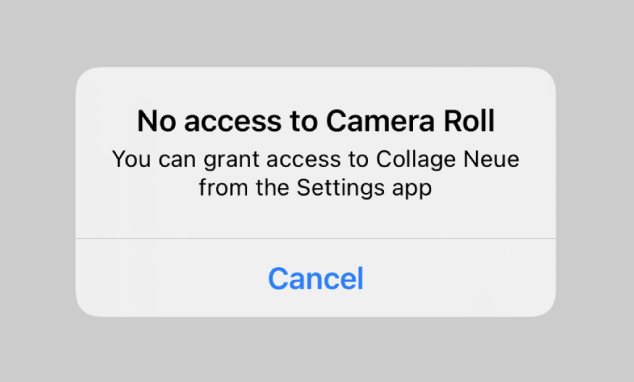 No access to Camera Roll
You can grant access to Collage Neue
from the Settings app
Cancel